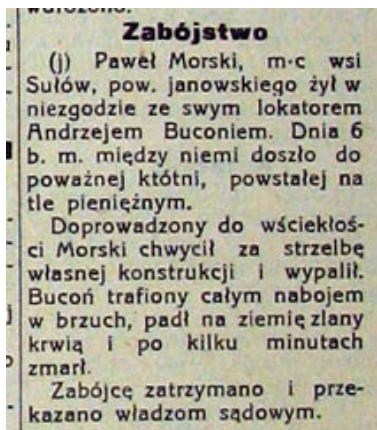 Zabójstwo
(j) Paweł Morski, m-c wsi
Sułów, pow. janowskiego żył w
niezgodzie ze swym lokatorem
Andrzejem Buconiem. Dnia 6
b. m. między niemi doszło do
poważnej któtni, powstałej na
tle pieniężnym.
Doprowadzony do wściekłoś-
ci Morski chwycił za strzelbę
własnej konstrukcji i wypalił.
Bucoń trafiony całym nabojem
w brzuch, padł na ziemię zlany
krwią i po kilku minutach
zmarł.
Zabójcę zatrzymano i prze-
kazano władzom sądowym.